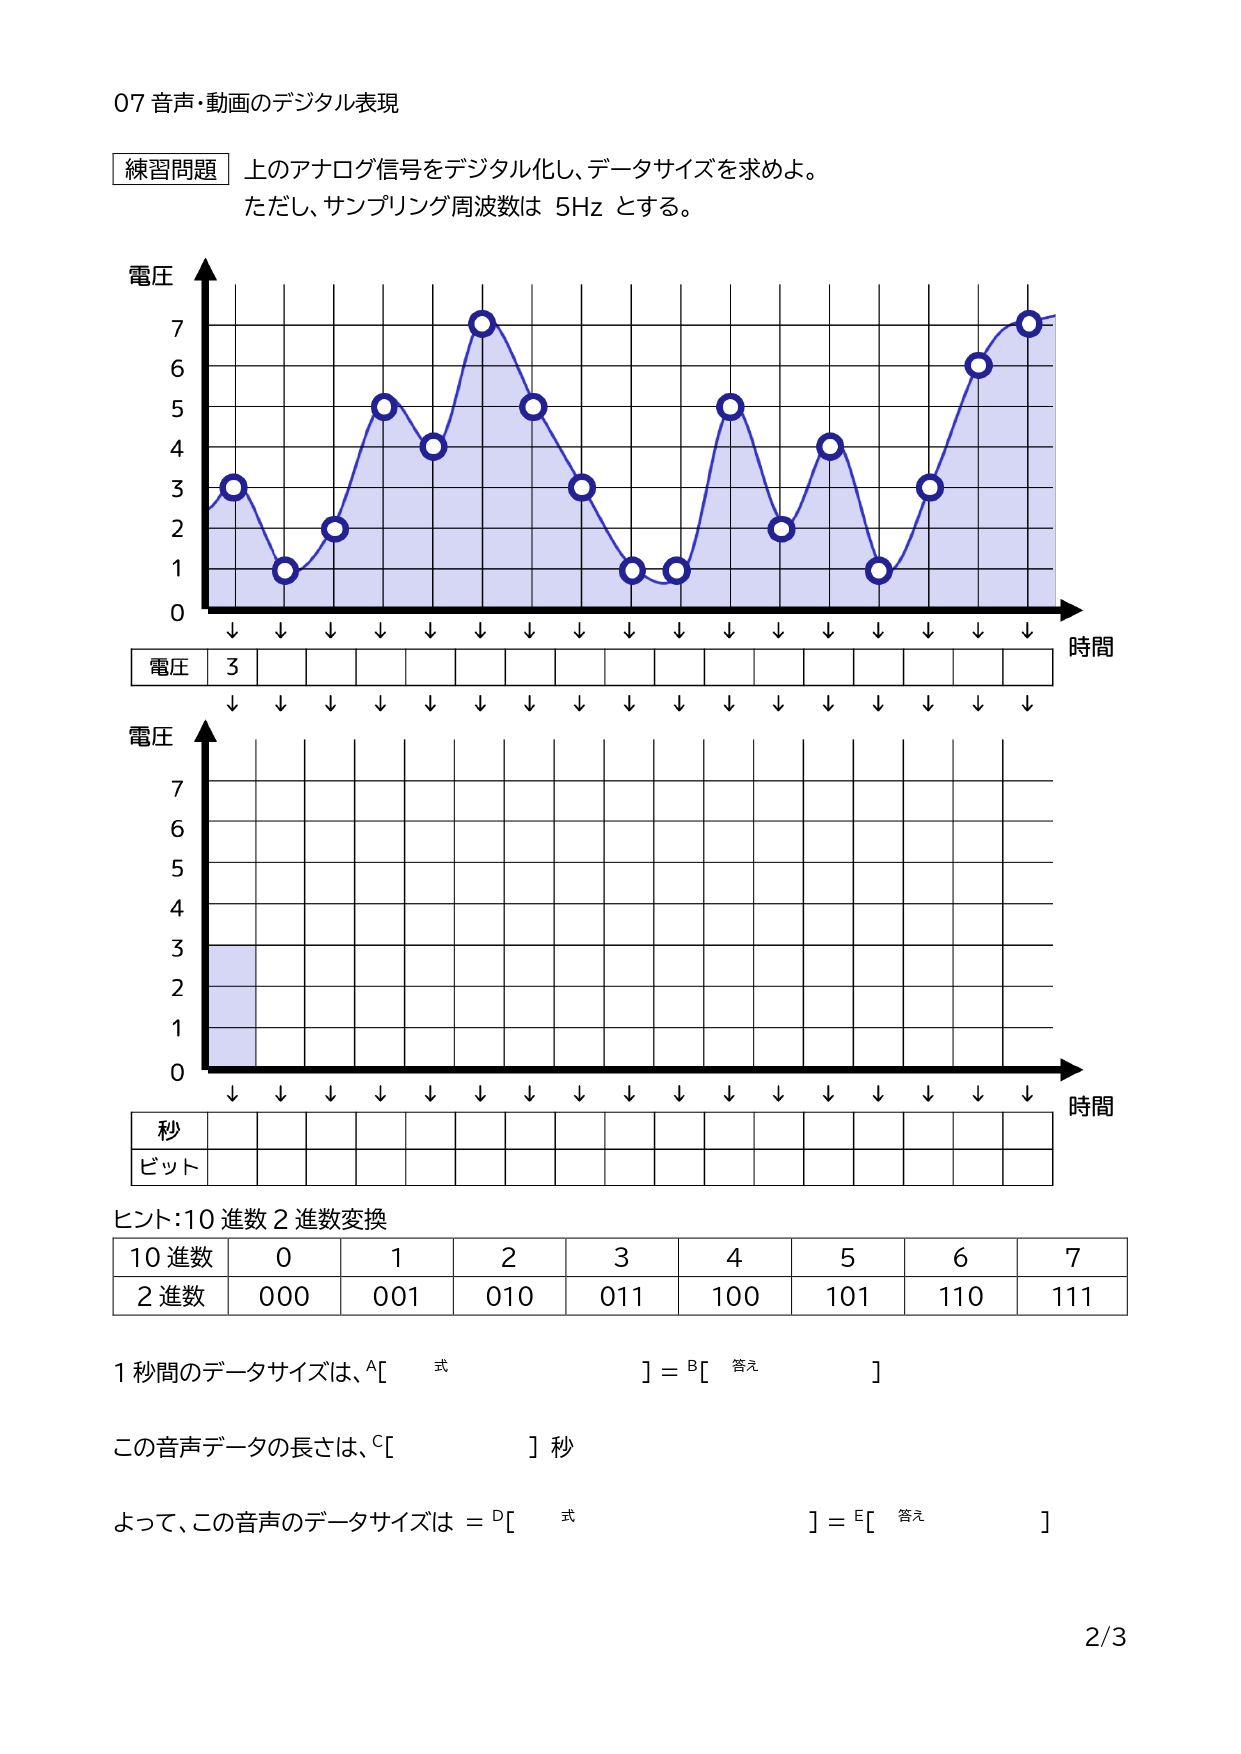 07 音声・動画のデジタル表現
練習問題 上のアナログ信号をデジタル化し、データサイズを求めよ。
ただし、サンプリング周波数は 5Hz とする。
電圧
7
6
5
4
3
2
1
0
↓ ↓ ↓ ↓ ↓ ↓ ↓ ↓ ↓ ↓ ↓ ↓ ↓ ↓ ↓ ↓ ↓
時間
電圧 3
↓ ↓ ↓ ↓ ↓ ↓ ↓ ↓ ↓ ↓ ↓ ↓ ↓ ↓ ↓ ↓ ↓
電圧
7
6
5
4
3
2
1
0
↓ ↓ ↓ ↓ ↓ ↓ ↓ ↓ ↓ ↓ ↓ ↓ ↓ ↓ ↓ ↓ ↓
時間
秒
ビット
ヒント:10 進数 2 進数変換
10 進数 0 1 2 3 4 5 6 7
2 進数 000 001 010 011 100 101 110 111
1 秒間のデータサイズは、A[ 式 ] = B[ 答え ]
この音声データの長さは、C[ ] 秒
よって、この音声のデータサイズは = D[ 式 ] = E[ 答え ]
2/3